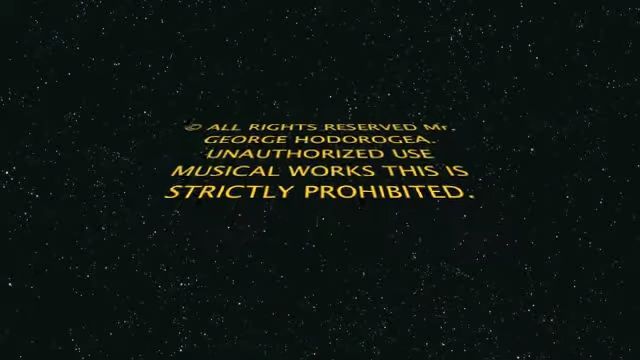 © ALL RIGHTS RESERVED Mr.
GEORGE HODOROGEA.
UNAUTHORIZED USE
MUSICAL WORKS THIS IS
STRICTLY PROHIBITED.